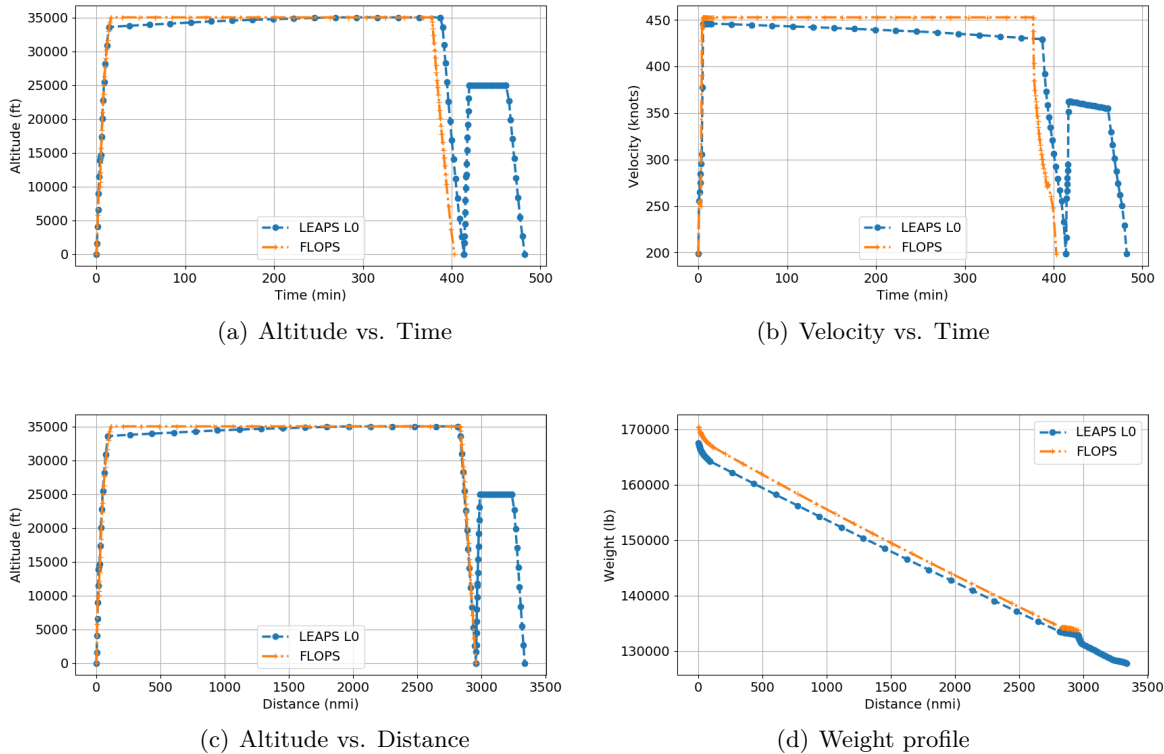 35000
30000
25000
20000
15000
10000
5000
0
Altitude (ft)
LEAPS L0
FLOPS
0 100 200 300 400 500
Time (min)
(a) Altitude vs. Time
450
400
350
300
250
200
Velocity (knots)
LEAPS L0
FLOPS
0 100 200 300 400 500
Time (min)
(b) Velocity vs. Time
35000
30000
25000
20000
15000
10000
5000
0
Altitude (ft)
LEAPS L0
FLOPS
0 500 1000 1500 2000 2500 3000 3500
Distance (nmi)
(c) Altitude vs. Distance
170000
160000
150000
140000
130000
Weight (lb)
LEAPS L0
FLOPS
0 500 1000 1500 2000 2500 3000 3500
Distance (nmi)
(d) Weight profile